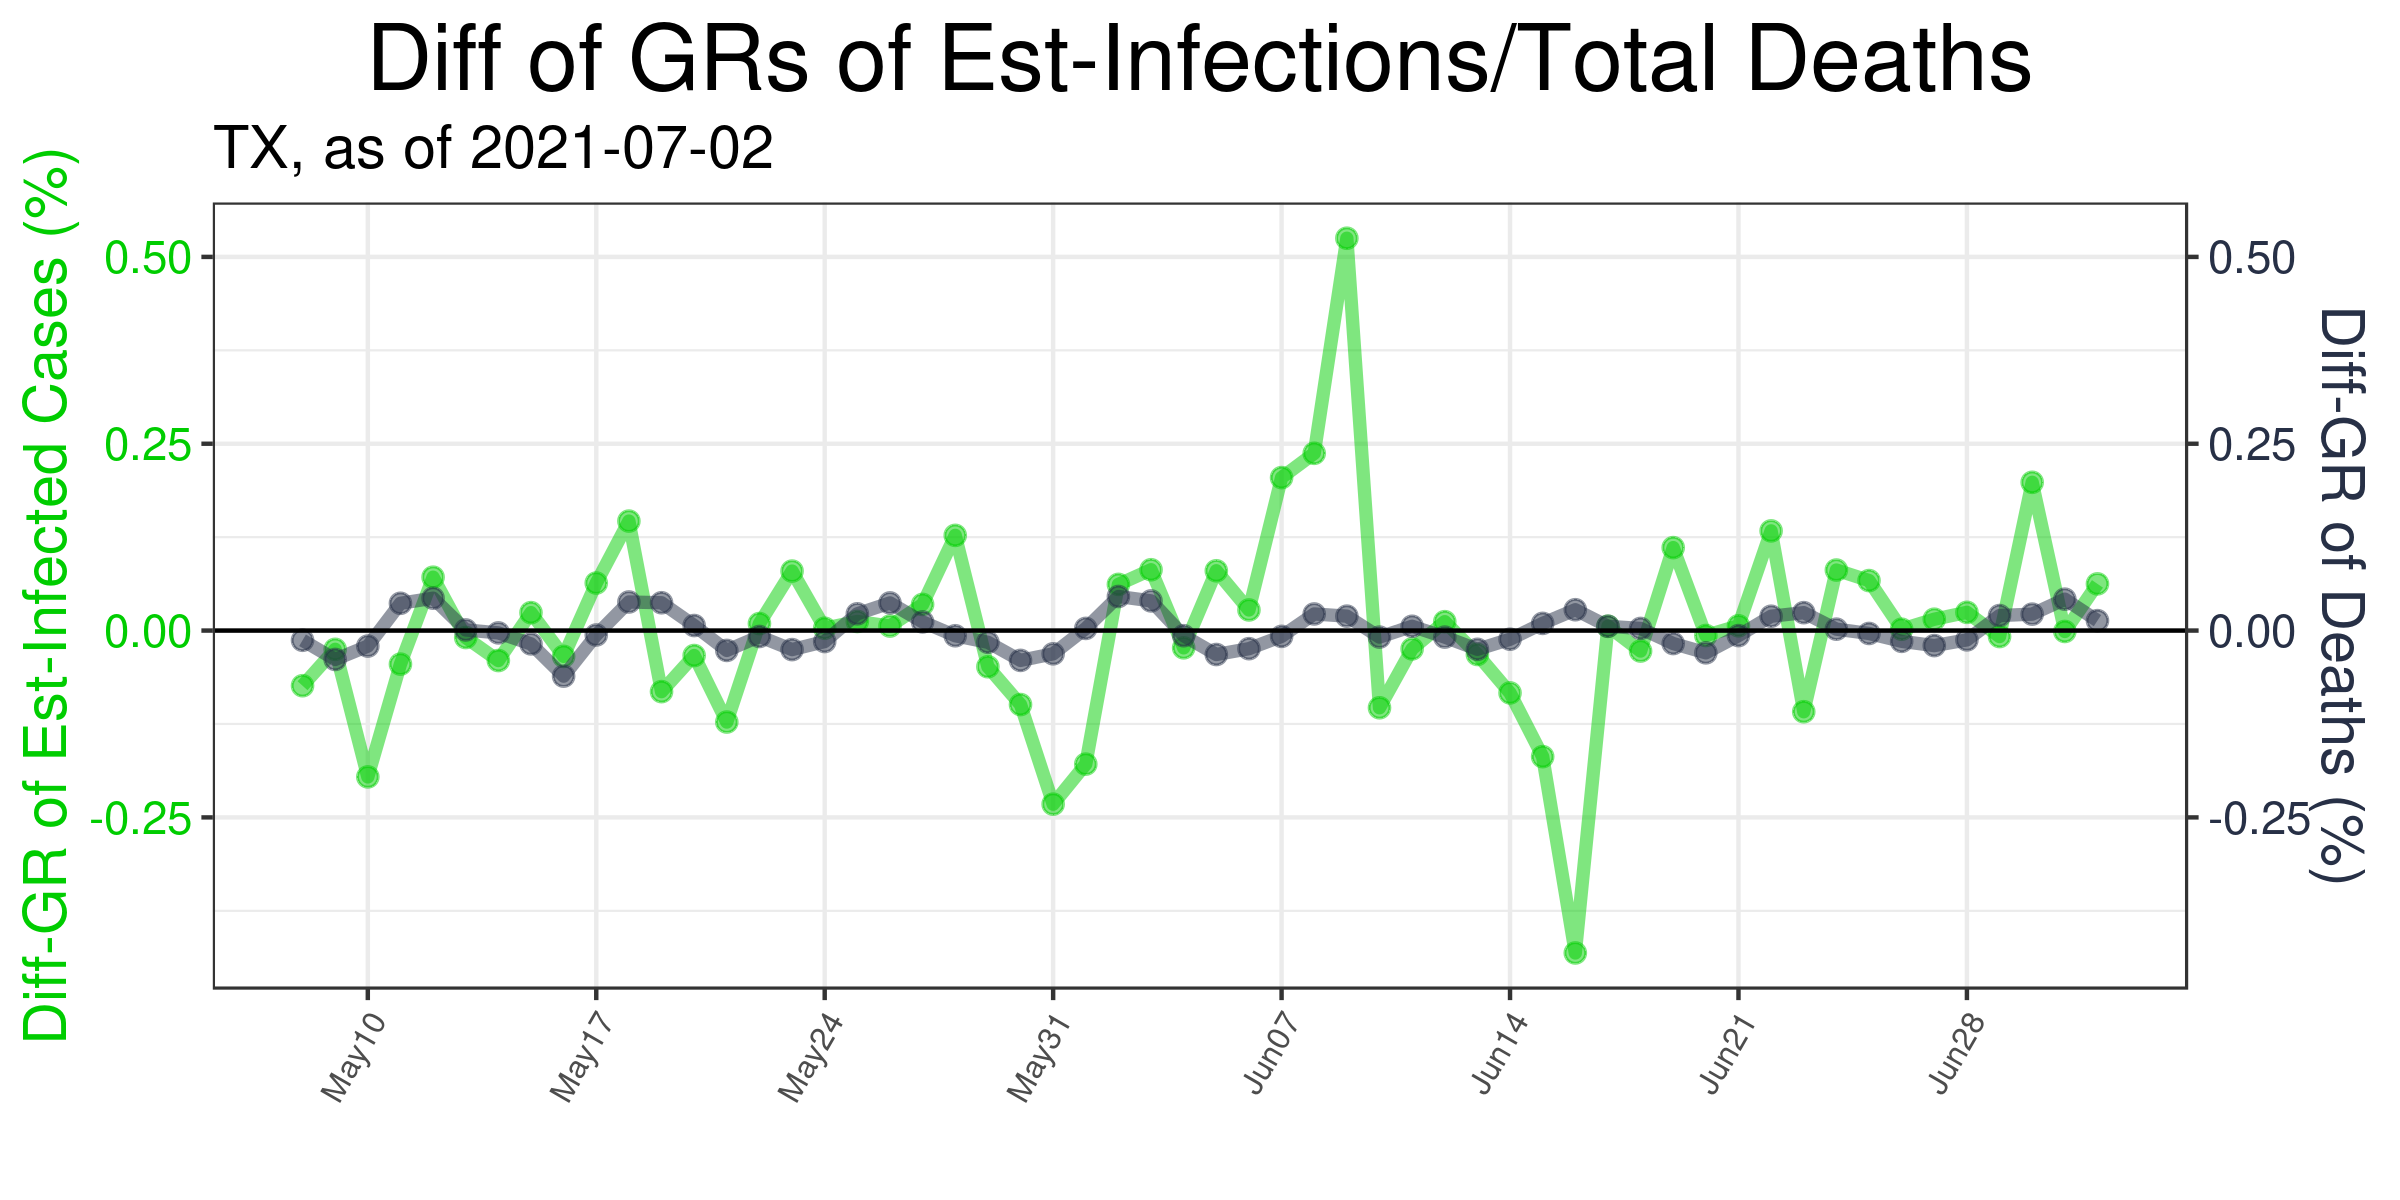 Diff of GRs of Est-Infections/Total Deaths
TX, as of 2021-07-02
Diff-GR of Est-Infected Cases (%)
0.50
0.25
0.00
-0.25
0.50
0.25
0.00
-0.25
Diff-GR of Deaths (%)
May10
May17
May24
May31
Jun07
Jun14
Jun21
Jun28